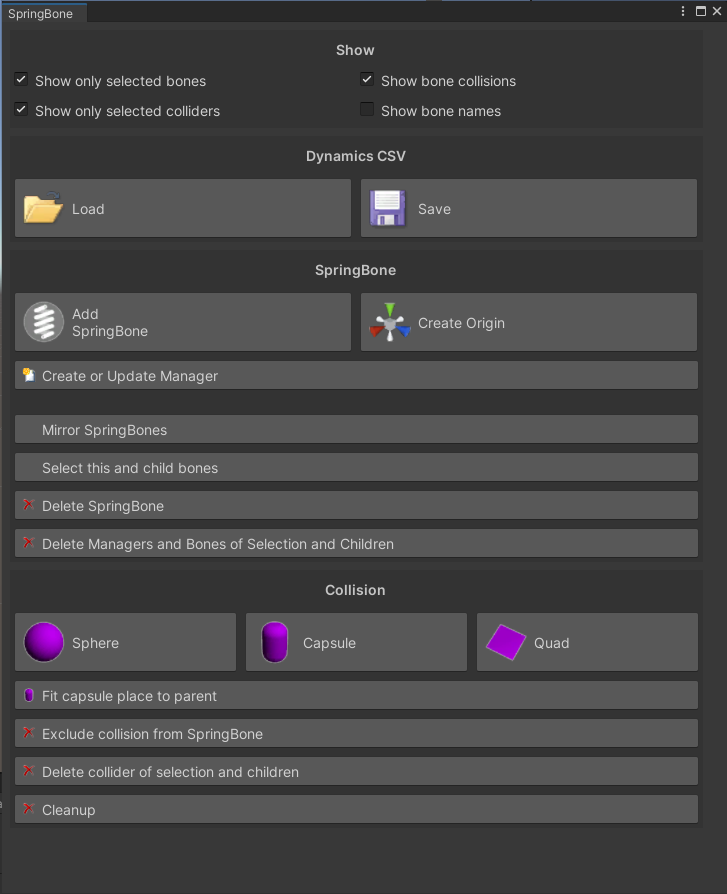 SpringBone
Show
Show only selected bones
Show bone collisions
Show only selected colliders
Show bone names
Dynamics CSV
Load
Save
SpringBone
Add
SpringBone
Create Origin
Create or Update Manager
Mirror SpringBones
Select this and child bones
Delete SpringBone
Delete Managers and Bones of Selection and Children
Collision
Sphere
Capsule
Quad
Fit capsule place to parent
Exclude collision from SpringBone
Delete collider of selection and children
Cleanup